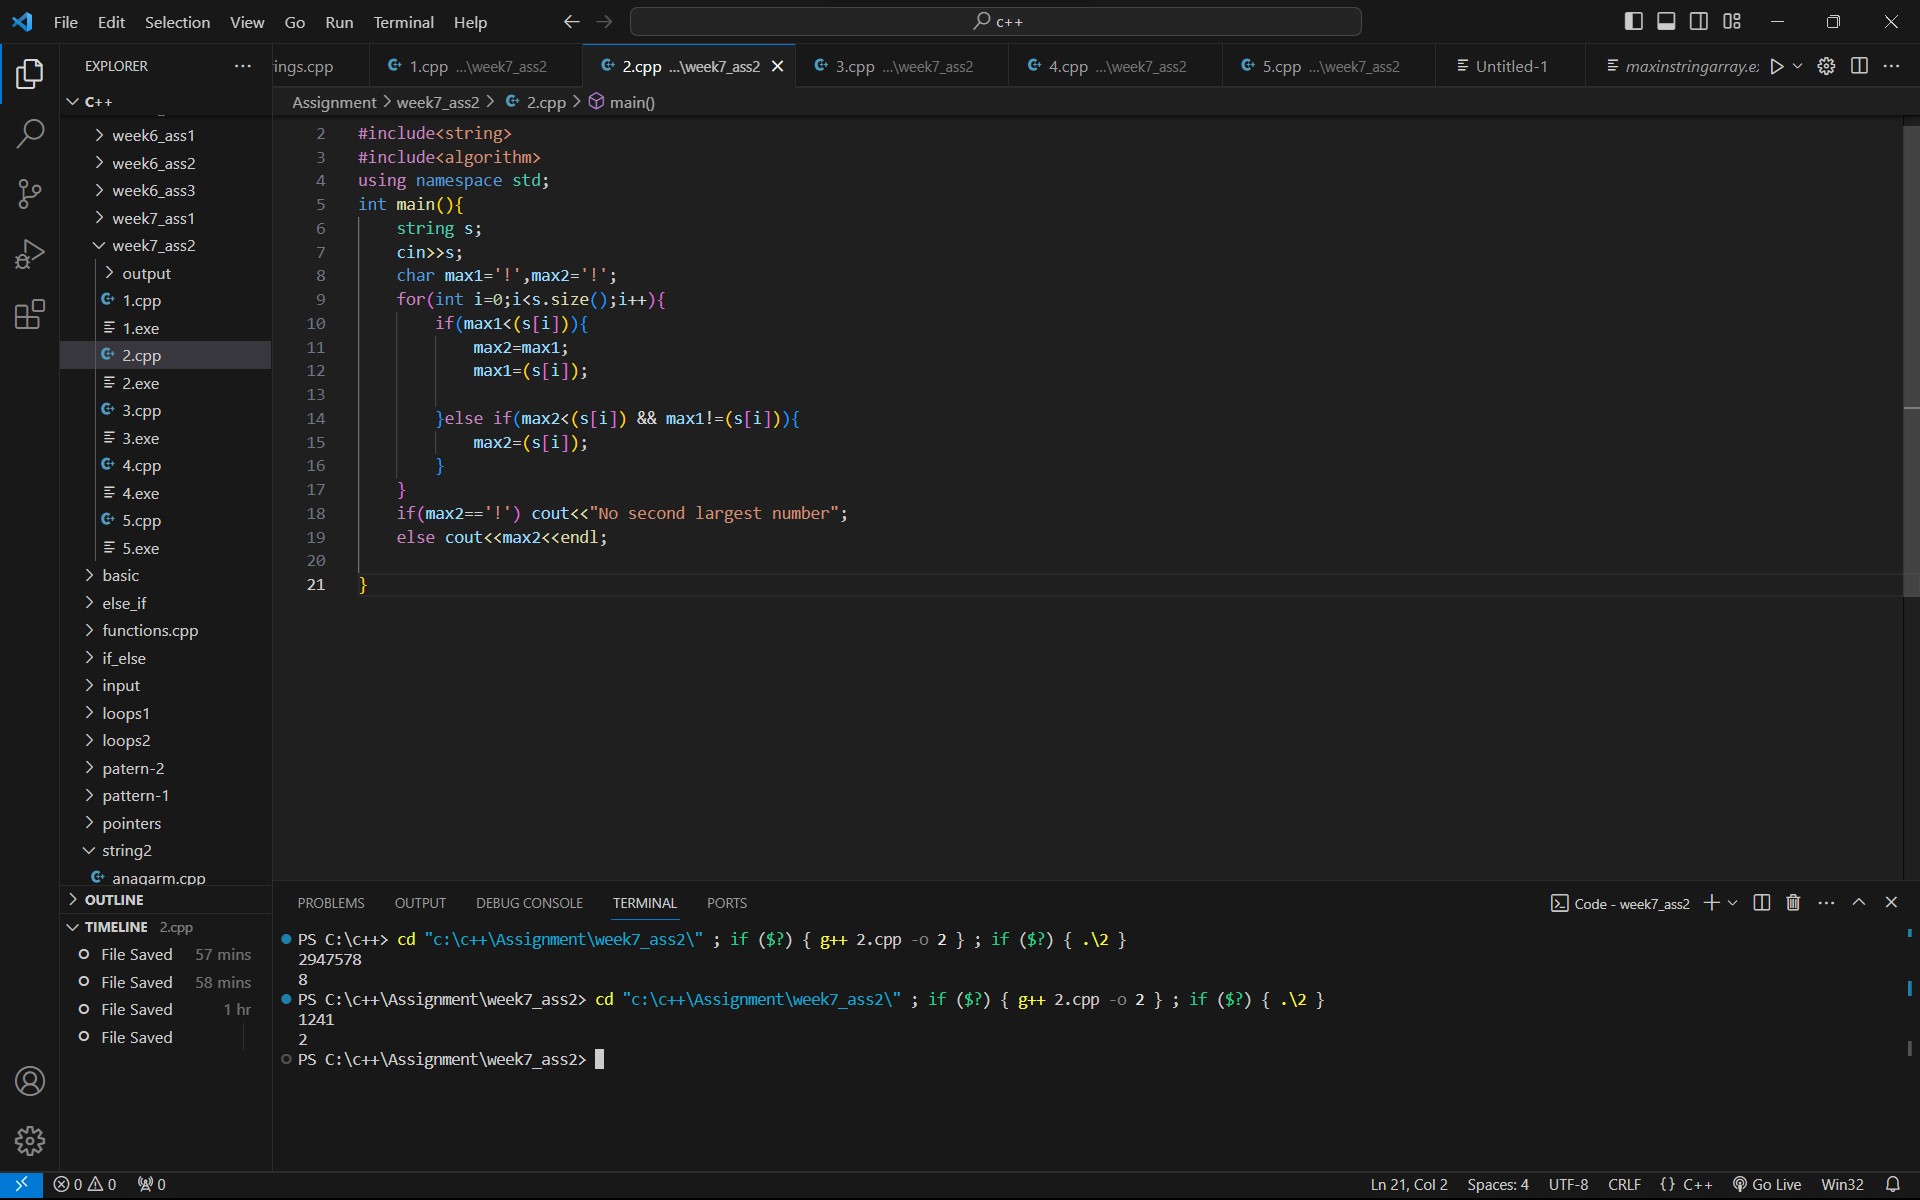 File Edit Selection View Go Run Terminal Help
c++
EXPLORER
ings.cpp
1.cpp ...\week7_ass2
2.cpp ...\week7_ass2
3.cpp ...\week7_ass2
4.cpp ...\week7_ass2
5.cpp ...\week7_ass2
Untitled-1
maxinstringarray.e
Assignment > week7_ass2 > 2.cpp > main()
C++
week6_ass1
week6_ass2
week6_ass3
week7_ass1
week7_ass2
output
1.cpp
1.exe
2.cpp
2.exe
3.cpp
3.exe
4.cpp
4.exe
5.cpp
5.exe
basic
else_if
functions.cpp
if_else
input
loops1
loops2
patern-2
pattern-1
pointers
string2
anagarm.cpp
OUTLINE
TIMELINE 2.cpp
File Saved 57 mins
File Saved 58 mins
File Saved 1 hr
File Saved
2 #include<string>
3 #include<algorithm>
4 using namespace std;
5 int main(){
6 string s;
7 cin>>s;
8 char max1='!',max2='!';
9 for(int i=0;i<s.size();i++){
10 if(max1<(s[i])){
11 max2=max1;
12 max1=(s[i]);
13
14 }else if(max2<(s[i]) && max1!=(s[i])){
15 max2=(s[i]);
16 }
17 }
18 if(max2=='!') cout<<"No second largest number";
19 else cout<<max2<<endl;
20
21 }
PROBLEMS OUTPUT DEBUG CONSOLE TERMINAL PORTS
Code - week7_ass2
PS C:\c++> cd "c:\c++\Assignment\week7_ass2\" ; if ($?) { g++ 2.cpp -o 2 } ; if ($?) { .\2 }
2947578
8
PS C:\c++\Assignment\week7_ass2> cd "c:\c++\Assignment\week7_ass2\" ; if ($?) { g++ 2.cpp -o 2 } ; if ($?) { .\2 }
1241
2
PS C:\c++\Assignment\week7_ass2>
0 0 0
Ln 21, Col 2 Spaces: 4 UTF-8 CRLF {} C++ Go Live Win32